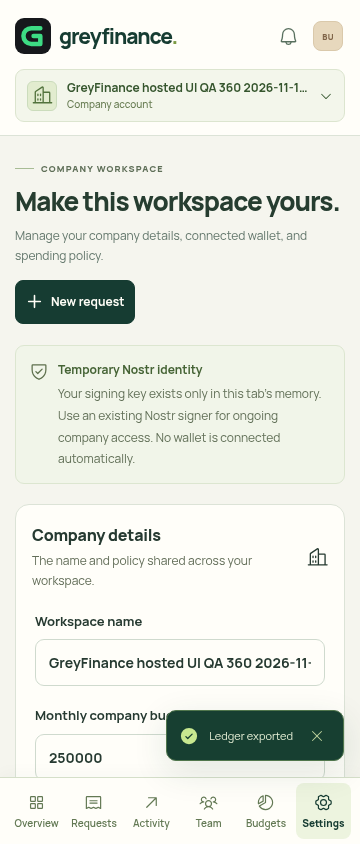 greyfinance.
BU
GreyFinance hosted UI QA 360 2026-11-1...
Company account
COMPANY WORKSPACE
Make this workspace yours.
Manage your company details, connected wallet, and
spending policy.
New request
Temporary Nostr identity
Your signing key exists only in this tab's memory.
Use an existing Nostr signer for ongoing
company access. No wallet is connected
automatically.
Company details
The name and policy shared across your
workspace.
Workspace name
GreyFinance hosted UI QA 360 2026-11-
Monthly company bu
Ledger exported
250000
Overview
Requests
Activity
Team
Budgets
Settings